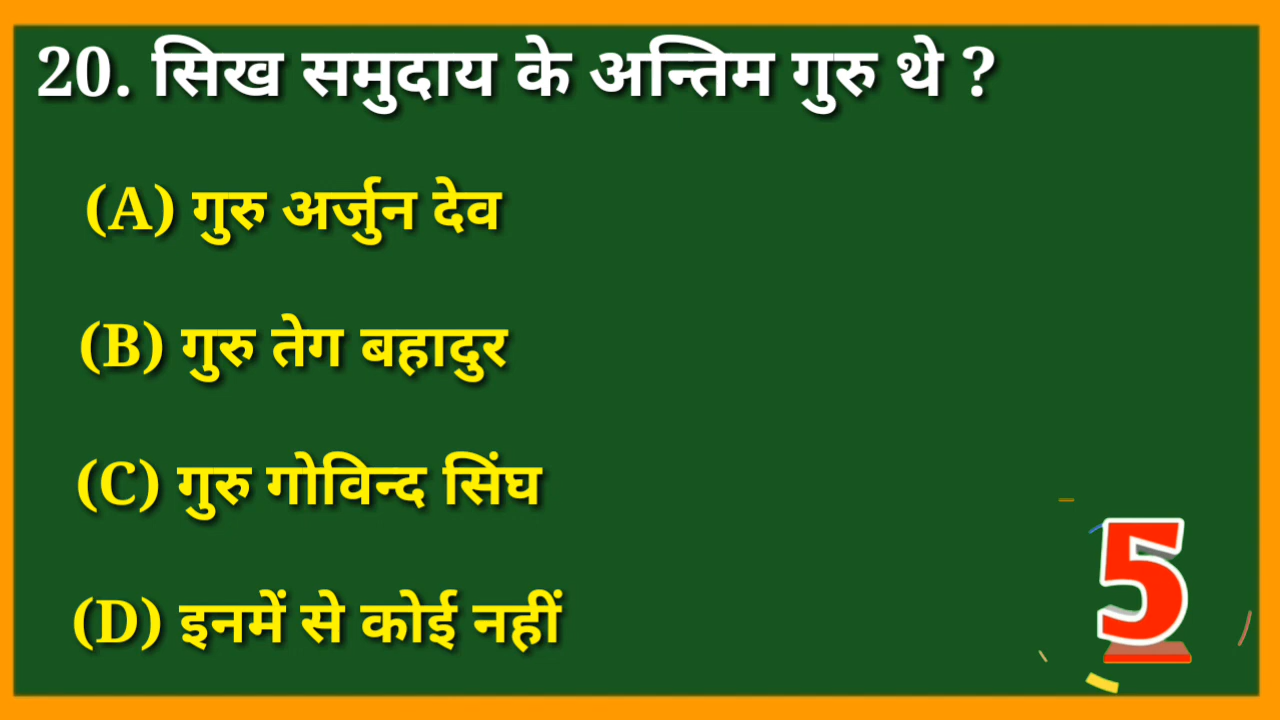 20. सिख समुदाय के अन्तिम गुरु थे ?
(A) गुरु अर्जुन देव
(B) गुरु तेग बहादुर
(C) गुरु गोविन्द सिंघ
(D) इनमें से कोई नहीं
5